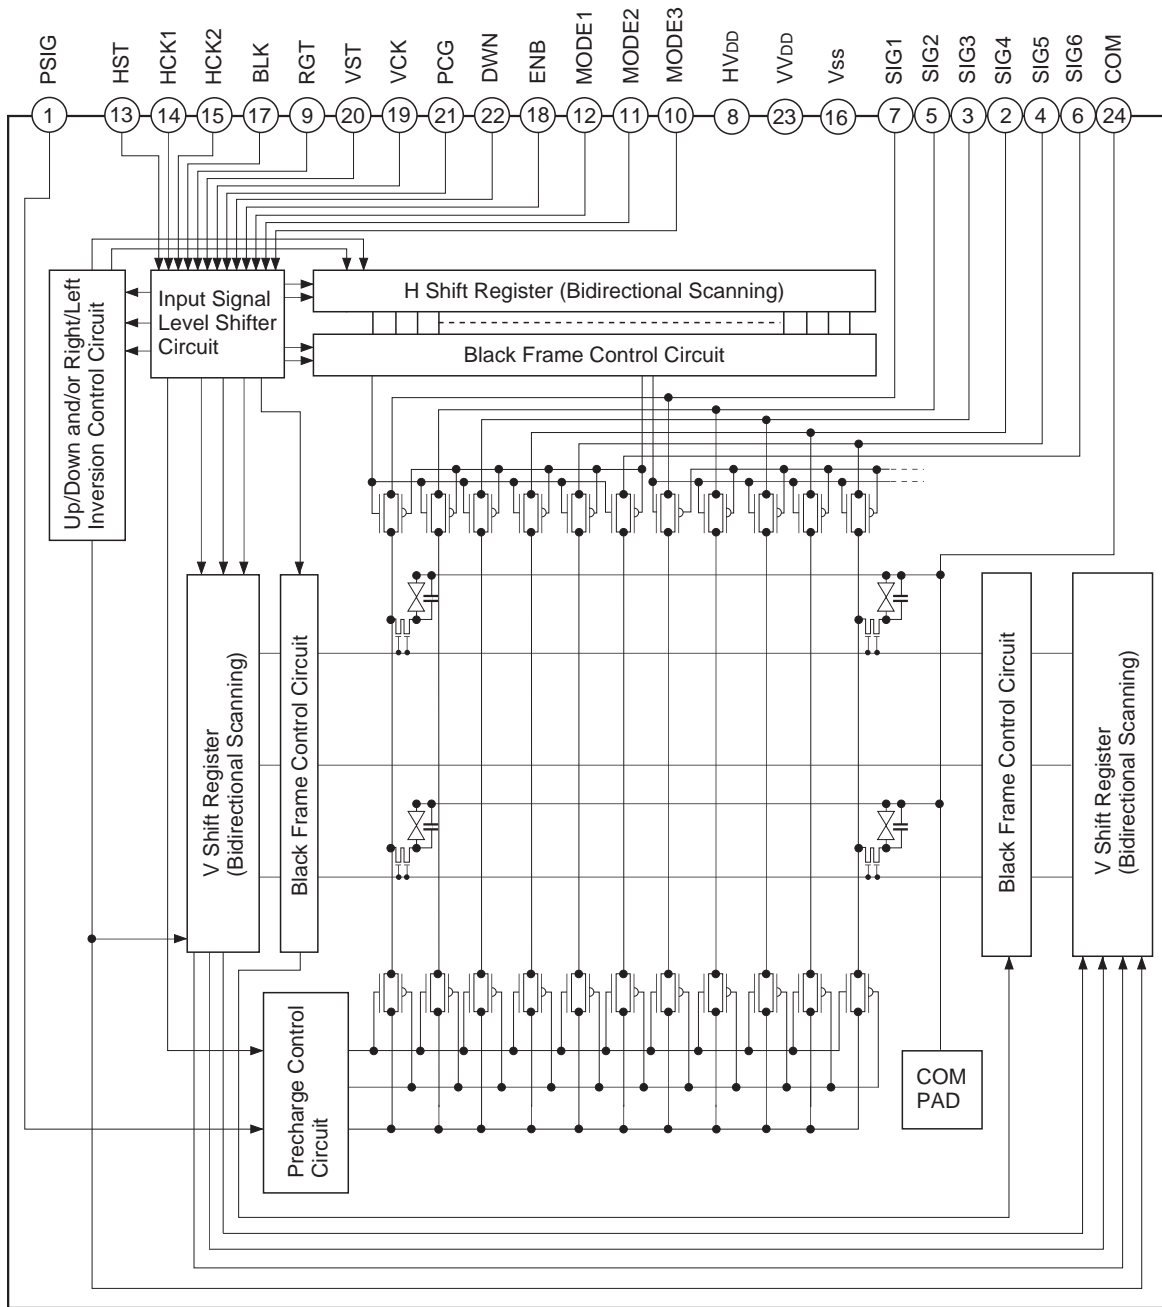 PSIG
HST
HCK1
HCK2
BLK
RGT
VST
VCK
PCG
DWN
ENB
MODE1
MODE2
MODE3
HVDD
VVDD
Vss
SIG1
SIG2
SIG3
SIG4
SIG5
SIG6
COM
1
13
14
15
17
9
20
19
21
22
18
12
11
10
8
23
16
7
5
3
2
4
6
24
Up/Down and/or Right/Left
Inversion Control Circuit
Input Signal
Level Shifter
Circuit
H Shift Register (Bidirectional Scanning)
Black Frame Control Circuit
V Shift Register
(Bidirectional Scanning)
Black Frame Control Circuit
Black Frame Control Circuit
V Shift Register
(Bidirectional Scanning)
Precharge Control
Circuit
COM
PAD